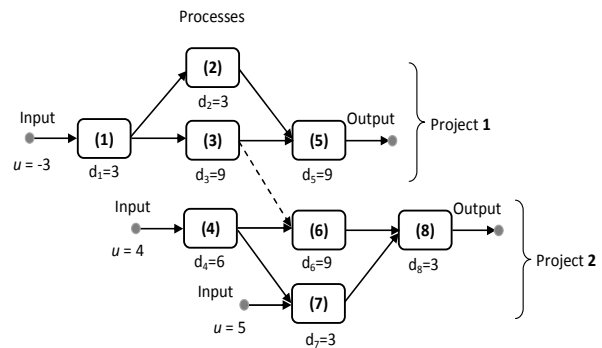 Processes
(2)
d₂=3
Input
Output
(1)
(3)
(5)
Project 1
u = -3
d₁=3
d₃=9
d₅=9
Input
Output
(4)
(6)
(8)
u = 4
d₄=6
d₆=9
d₈=3
Project 2
Input
(7)
u = 5
d₇=3